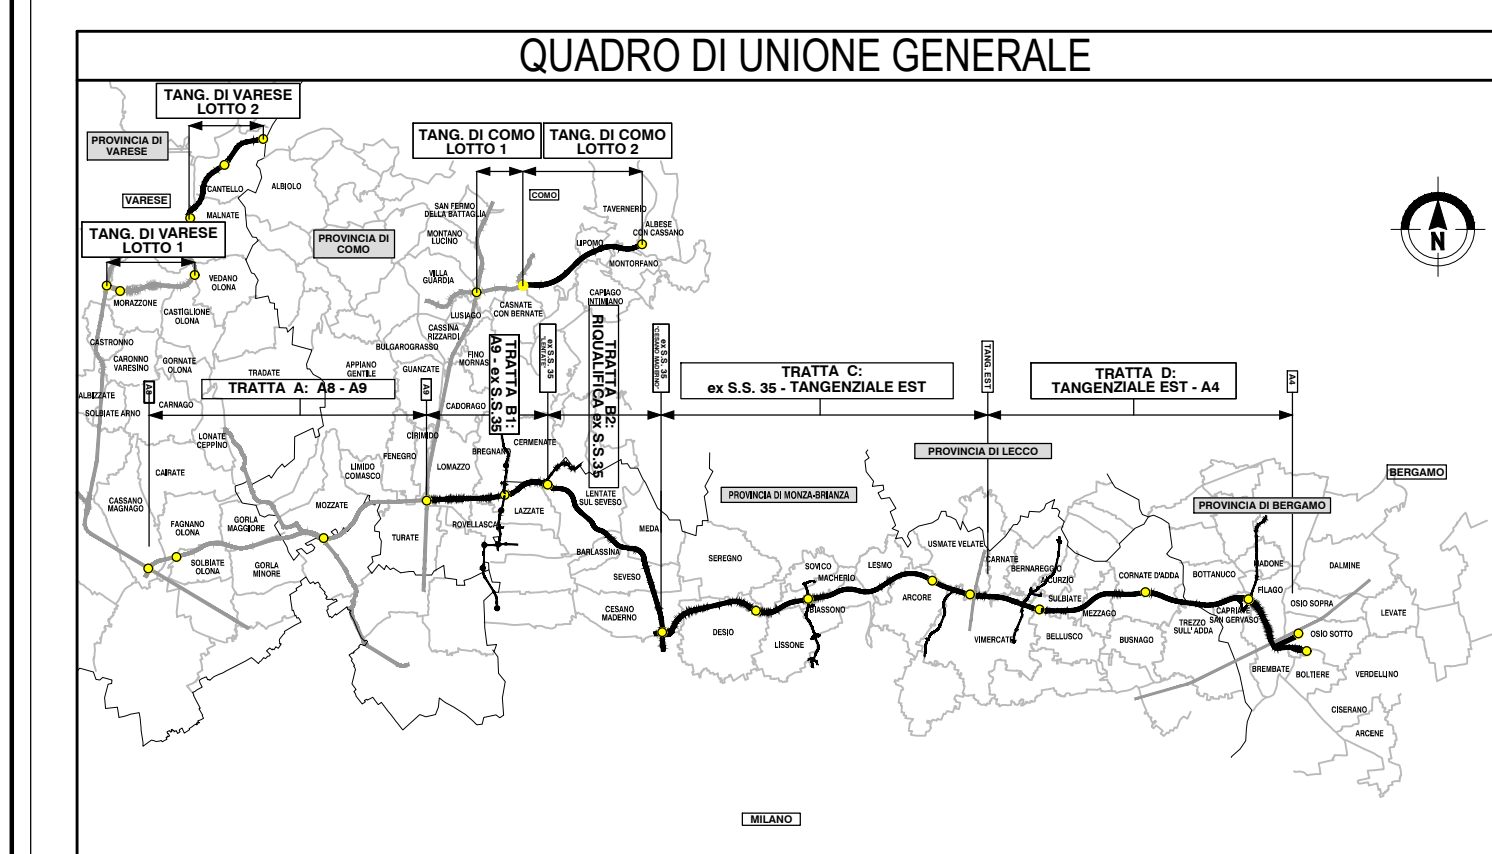 QUADRO DI UNIONE GENERALE
TANG. DI VARESE
LOTTO 2
PROVINCIA DI
VARESE
TANG. DI COMO
LOTTO 1
TANG. DI COMO
LOTTO 2
CANTELLO
ALBIOLO
VARESE
MALNATE
COMO
SAN FERMO
DELLA BATTAGLIA
TAVERNERIO
ALBESE
CON CASSANO
TANG. DI VARESE
LOTTO 1
PROVINCIA DI
COMO
MONTANO
LUCINO
LIPOMO
MONTORFANO
N
VEDANO
OLONA
VILLA
GUARDIA
MORAZZONE
CASTIGLIONE
OLONA
LUSIAGO
CASNATE
CON BERNATE
CAPIAGO
INTIMIANO
CASSINA
RIZZARDI
CASTRONNO
BULGAROGRASSO
CARONNO
VARESINO
GORNATE
OLONA
TRADATE
APPIANO
GENTILE
GUANZATE
FINO
MORNAS
TRATTA B1:
A9 - ex S.S.35
ex S.S. 35
"LENTATE"
TRATTA B2:
RIQUALIFICA ex S.S.35
ex S.S. 35
"CESANO MADERNO"
TANG. EST
A4
A8
TRATTA A: A8 - A9
A9
TRATTA C:
ex S.S. 35 - TANGENZIALE EST
TRATTA D:
TANGENZIALE EST - A4
ALBIZZATE
SOLBIATE ARNO
CARNAGO
CADORAGO
LONATE
CEPPINO
CIRIMIDO
FENEGRO
BREGNANO
CERMENATE
PROVINCIA DI LECCO
CAIRATE
LIMIDO
COMASCO
LOMAZZO
BERGAMO
CASSANO
MAGNAGO
MOZZATE
LENTATE
SUL SEVESO
PROVINCIA DI MONZA-BRIANZA
PROVINCIA DI BERGAMO
FAGNANO
OLONA
GORLA
MAGGIORE
ROVELLASCA
LAZZATE
MEDA
TURATE
SOLBIATE
OLONA
GORLA
MINORE
BARLASSINA
SEREGNO
USMATE VELATE
SEVESO
SOVICO
MACHERIO
LESMO
CARNATE
BERNAREGGIO
CORNATE D'ADDA
BOTTANUCO
MADONE
DALMINE
CESANO
MADERNO
BIASSONO
ARCORE
SULBIATE
MEZZAGO
FILAGO
CAPRIATE
SAN GERVASO
OSIO SOPRA
LEVATE
DESIO
LISSONE
VIMERCATE
BELLUSCO
BUSNAGO
TREZZO
SULL' ADDA
OSIO SOTTO
BREMBATE
BOLTIERE
VERDELLINO
CISERANO
ARCENE
MILANO